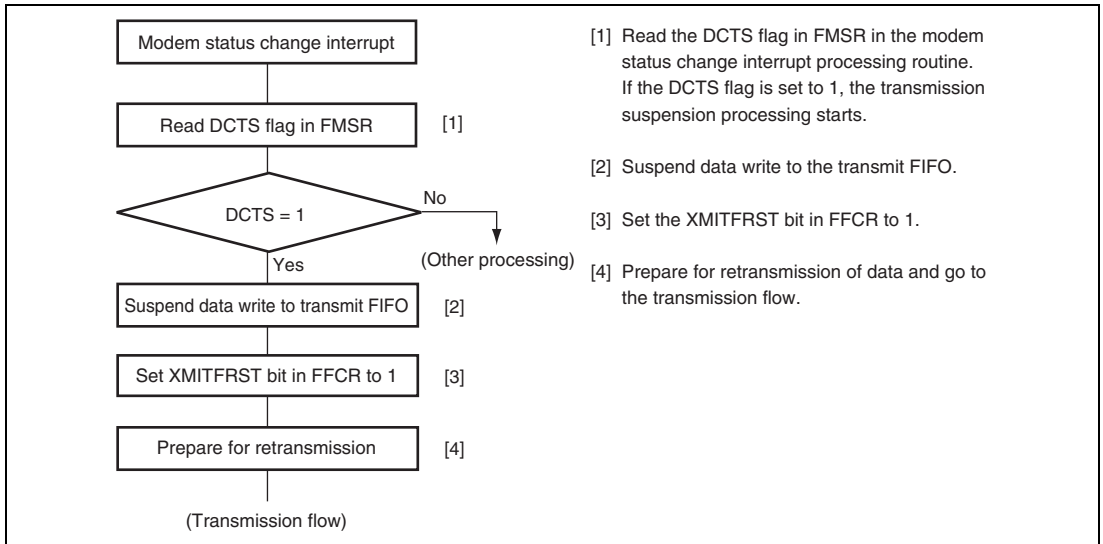 Modem status change interrupt
Read DCTS flag in FMSR
[1]
DCTS = 1
No
Yes
(Other processing)
Suspend data write to transmit FIFO
[2]
Set XMITFRST bit in FFCR to 1
[3]
Prepare for retransmission
[4]
(Transmission flow)
[1] Read the DCTS flag in FMSR in the modem
status change interrupt processing routine.
If the DCTS flag is set to 1, the transmission
suspension processing starts.
[2] Suspend data write to the transmit FIFO.
[3] Set the XMITFRST bit in FFCR to 1.
[4] Prepare for retransmission of data and go to
the transmission flow.